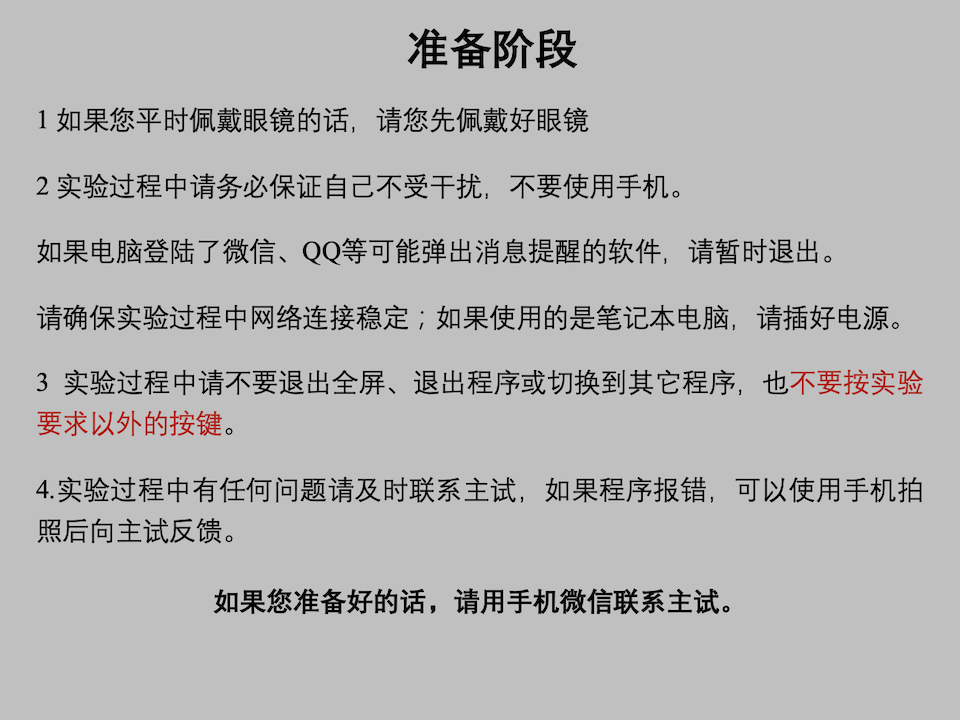 准备阶段
1 如果您平时佩戴眼镜的话，请您先佩戴好眼镜
2 实验过程中请务必保证自己不受干扰，不要使用手机。
如果电脑登陆了微信、QQ等可能弹出消息提醒的软件，请暂时退出。
请确保实验过程中网络连接稳定；如果使用的是笔记本电脑，请插好电源。
3 实验过程中请不要退出全屏、退出程序或切换到其它程序，也不要按实验
要求以外的按键。
4.实验过程中有任何问题请及时联系主试，如果程序报错，可以使用手机拍
照后向主试反馈。
如果您准备好的话，请用手机微信联系主试。